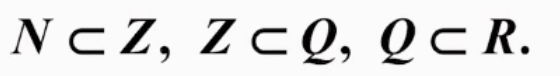 N ⊂ Z, Z ⊂ Q, Q ⊂ R.